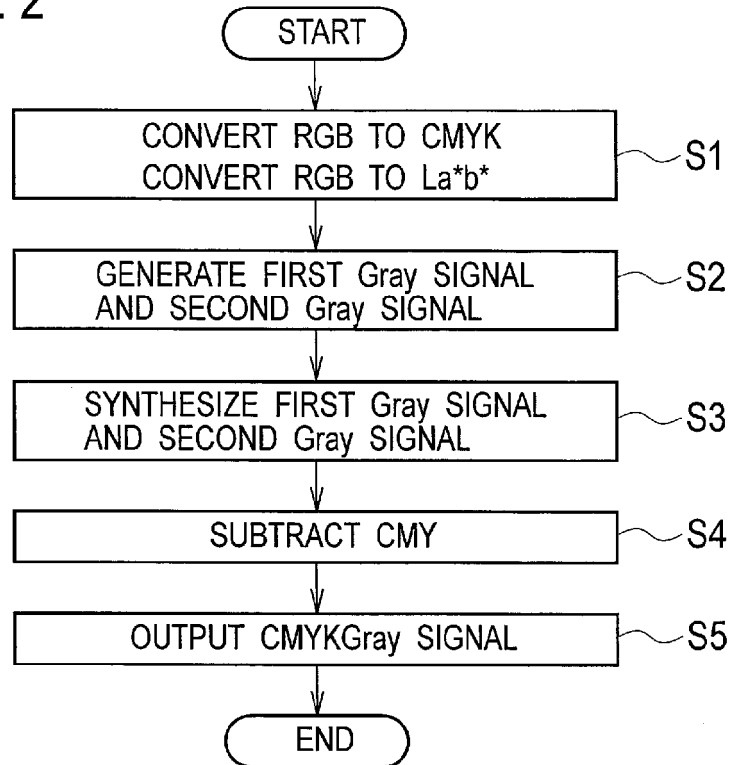 2
START
CONVERT RGB TO CMYK
CONVERT RGB TO La*b*
S1
GENERATE FIRST Gray SIGNAL
AND SECOND Gray SIGNAL
S2
SYNTHESIZE FIRST Gray SIGNAL
AND SECOND Gray SIGNAL
S3
SUBTRACT CMY
S4
OUTPUT CMYKGray SIGNAL
S5
END